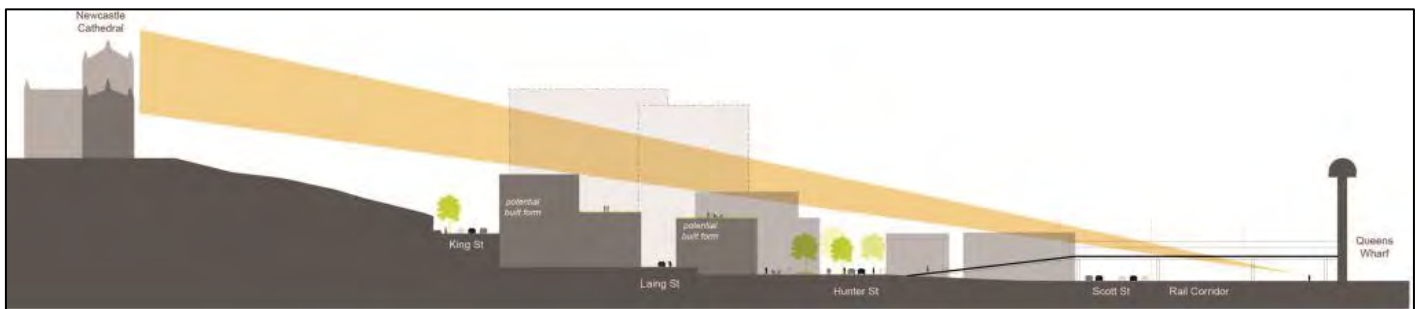 Newcastle
Cathedral
potential
built form
potential
built form
King St
Laing St
Hunter St
Scott St
Rail Corridor
Queens
Wharf